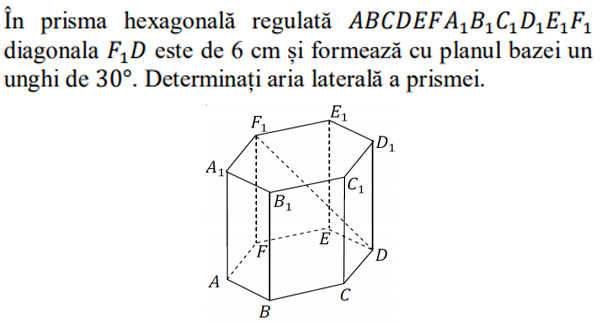 În prisma hexagonală regulată ABCDEFA₁B₁C₁D₁E₁F₁
diagonala F₁D este de 6 cm și formează cu planul bazei un
unghi de 30°. Determinați aria laterală a prismei.
E₁
F₁
D₁
A₁
C₁
B₁
E
F
D
A
C
B